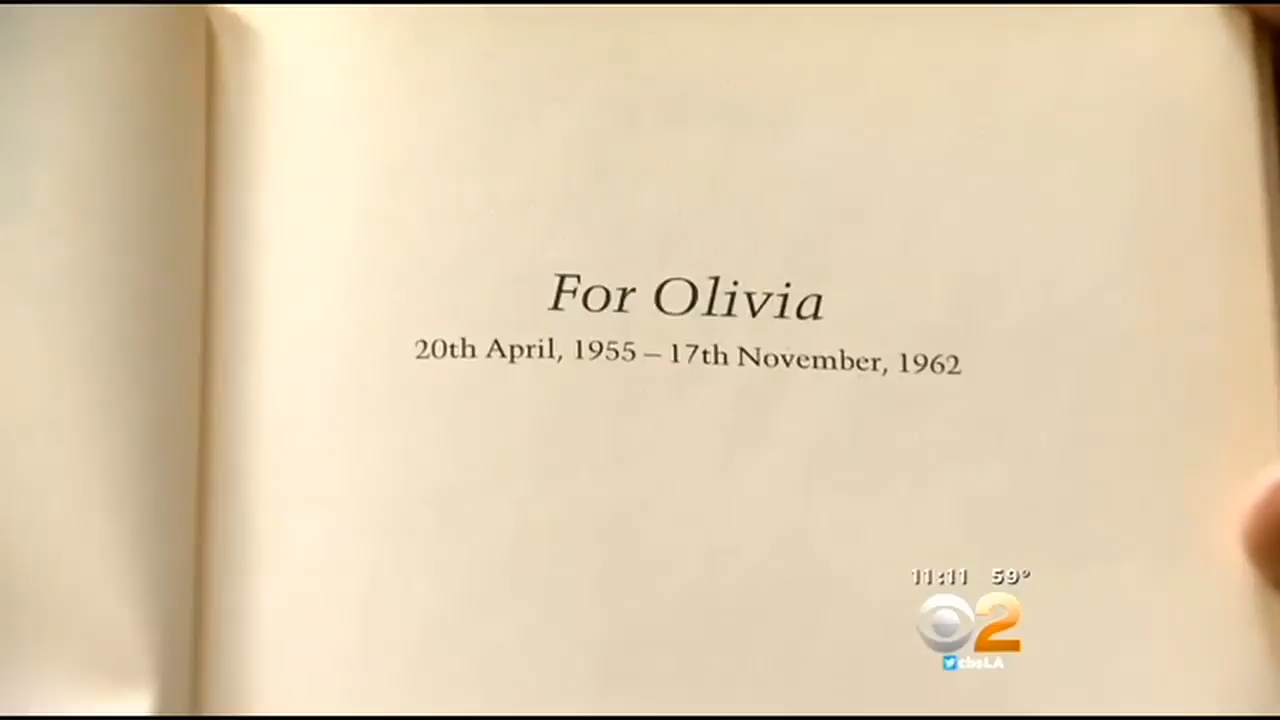 For Olivia
20th April, 1955 – 17th November, 1962
11:11 59°
2
cbsLA